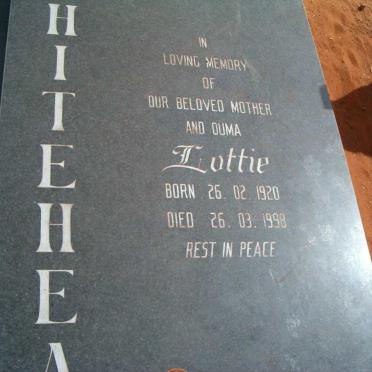 HITEHEA
IN
LOVING MEMORY
OF
OUR BELOVED MOTHER
AND OUMA
Lottie
BORN 26. 02. 1920
DIED 26. 03. 1998
REST IN PEACE